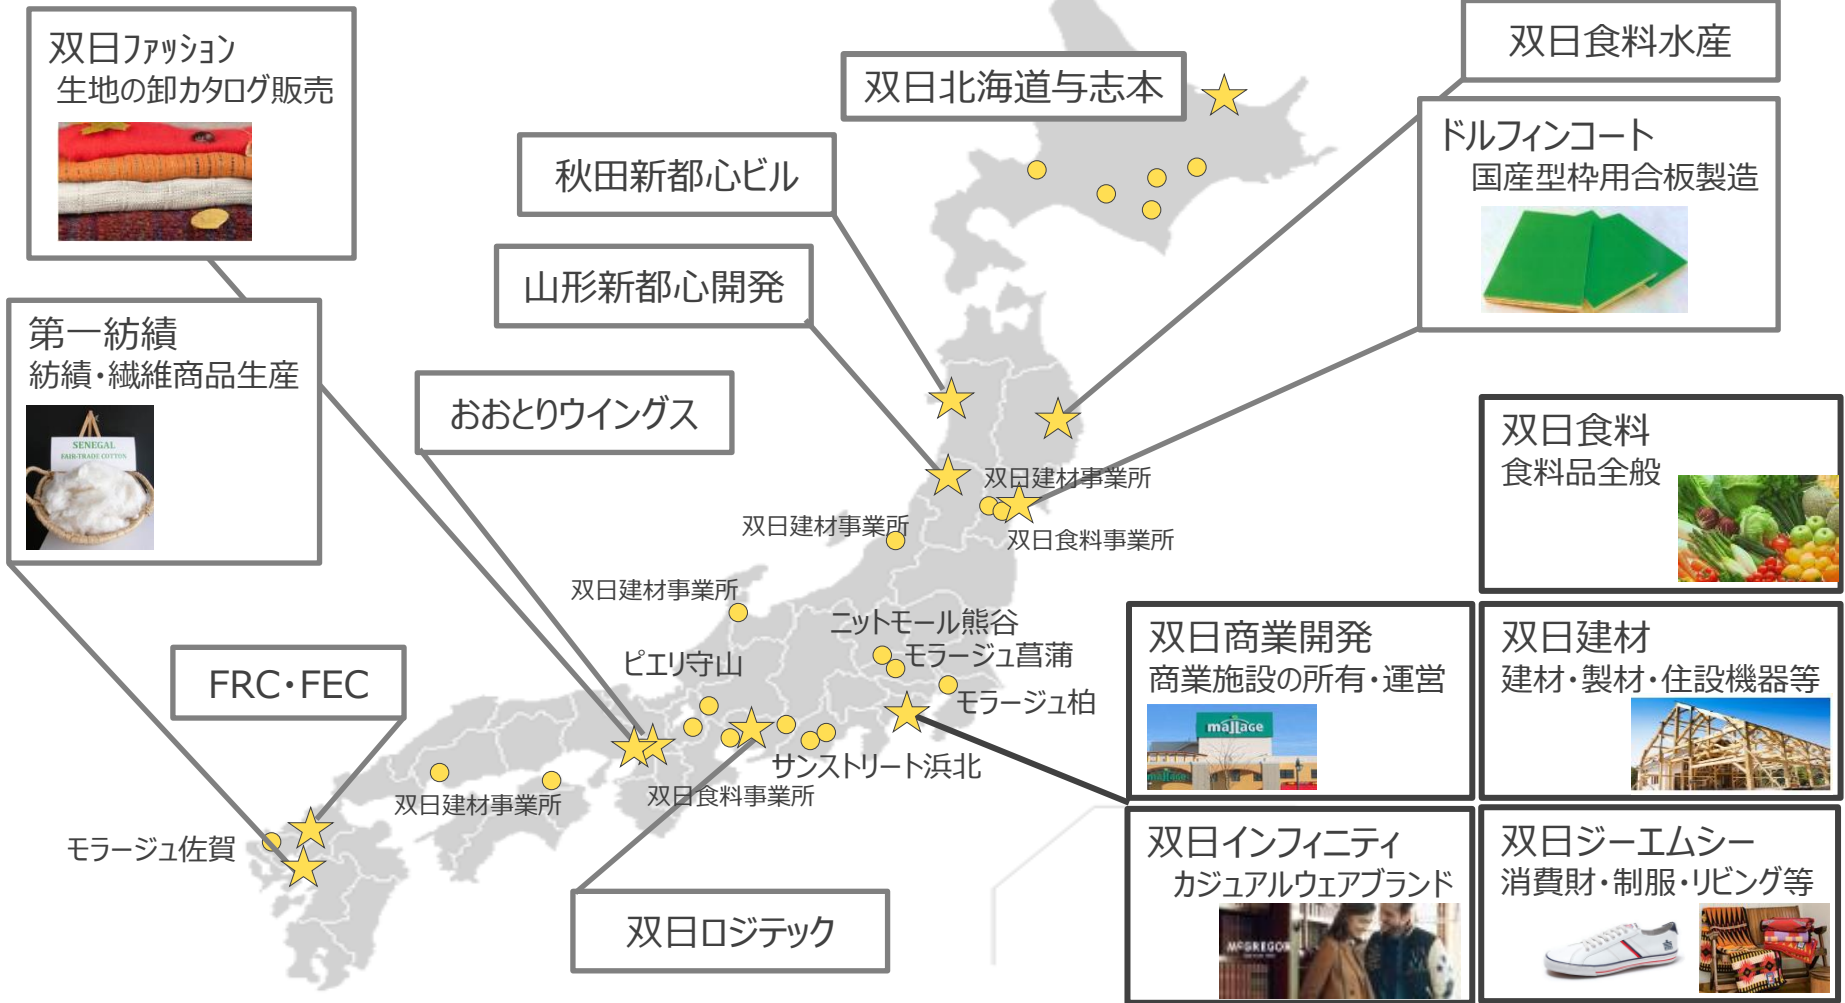 双日ファッション
生地の卸カタログ販売
第一紡績
紡績・繊維商品生産
SENEGAL
FAIR-TRADE COTTON
双日北海道与志本
秋田新都心ビル
山形新都心開発
おおとりウイングス
FRC・FEC
双日ロジテック
双日食料水産
ドルフィンコート
国産型枠用合板製造
双日建材事業所
双日食料事業所
双日建材事業所
双日建材事業所
ニットモール熊谷
モラージュ菖蒲
モラージュ柏
ピエリ守山
サンストリート浜北
双日食料事業所
双日建材事業所
モラージュ佐賀
双日食料
食料品全般
双日商業開発
商業施設の所有・運営
mallage
mallage
双日建材
建材・製材・住設機器等
双日インフィニティ
カジュアルウェアブランド
McGREGOR
双日ジーエムシー
消費財・制服・リビング等